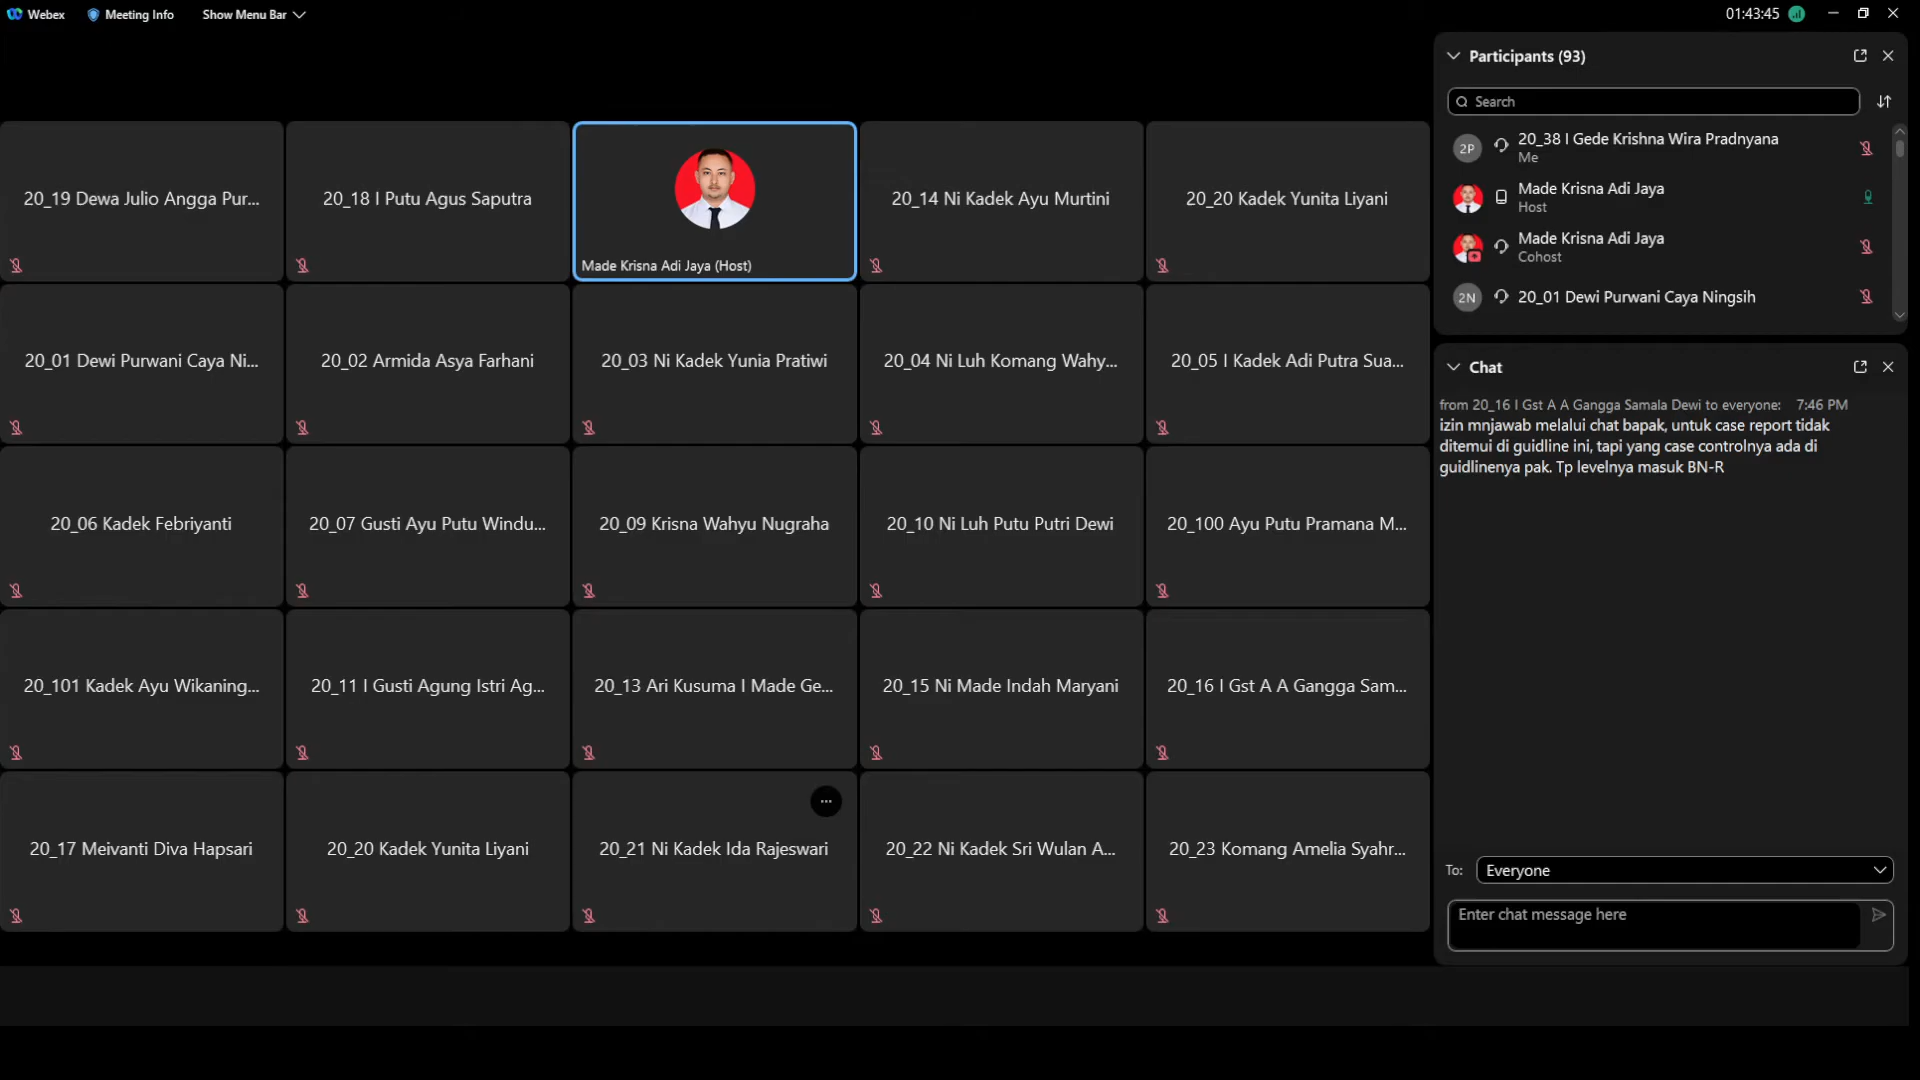 Webex
Meeting Info
Show Menu Bar
01:43:45
20_19 Dewa Julio Angga Pur...
20_18 I Putu Agus Saputra
Made Krisna Adi Jaya (Host)
20_14 Ni Kadek Ayu Murtini
20_20 Kadek Yunita Liyani
20_01 Dewi Purwani Caya Ni...
20_02 Armida Asya Farhani
20_03 Ni Kadek Yunia Pratiwi
20_04 Ni Luh Komang Wahy...
20_05 I Kadek Adi Putra Sua...
20_06 Kadek Febriyanti
20_07 Gusti Ayu Putu Windu...
20_09 Krisna Wahyu Nugraha
20_10 Ni Luh Putu Putri Dewi
20_100 Ayu Putu Pramana M...
20_101 Kadek Ayu Wikaning...
20_11 I Gusti Agung Istri Ag...
20_13 Ari Kusuma I Made Ge...
20_15 Ni Made Indah Maryani
20_16 I Gst A A Gangga Sam...
20_17 Meivanti Diva Hapsari
20_20 Kadek Yunita Liyani
20_21 Ni Kadek Ida Rajeswari
20_22 Ni Kadek Sri Wulan A...
20_23 Komang Amelia Syahr...
Participants (93)
Search
2P
20_38 I Gede Krishna Wira Pradnyana
Me
Made Krisna Adi Jaya
Host
Made Krisna Adi Jaya
Cohost
2N
20_01 Dewi Purwani Caya Ningsih
Chat
from 20_16 I Gst A A Gangga Samala Dewi to everyone: 7:46 PM
izin mnjawab melalui chat bapak, untuk case report tidak
ditemui di guidline ini, tapi yang case controlnya ada di
guidlinenya pak. Tp levelnya masuk BN-R
To:
Everyone
Enter chat message here